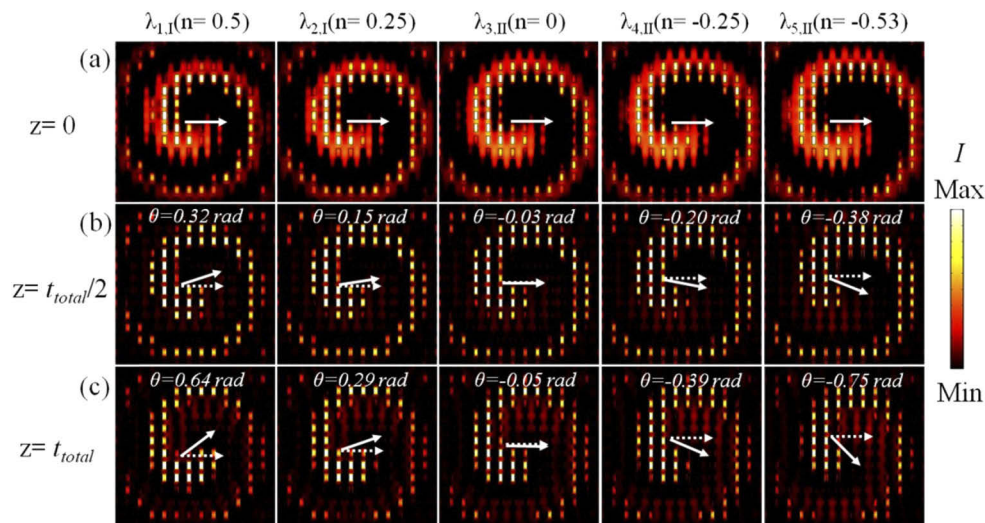 λ1,I(n= 0.5) λ2,I(n= 0.25) λ3,II(n= 0) λ4,II(n= -0.25) λ5,II(n= -0.53)
(a)
z= 0
I
Max
(b) θ=0.32 rad θ=0.15 rad θ=-0.03 rad θ=-0.20 rad θ=-0.38 rad
z= ttotal/2
(c) θ=0.64 rad θ=0.29 rad θ=-0.05 rad θ=-0.39 rad θ=-0.75 rad
Min
z= ttotal